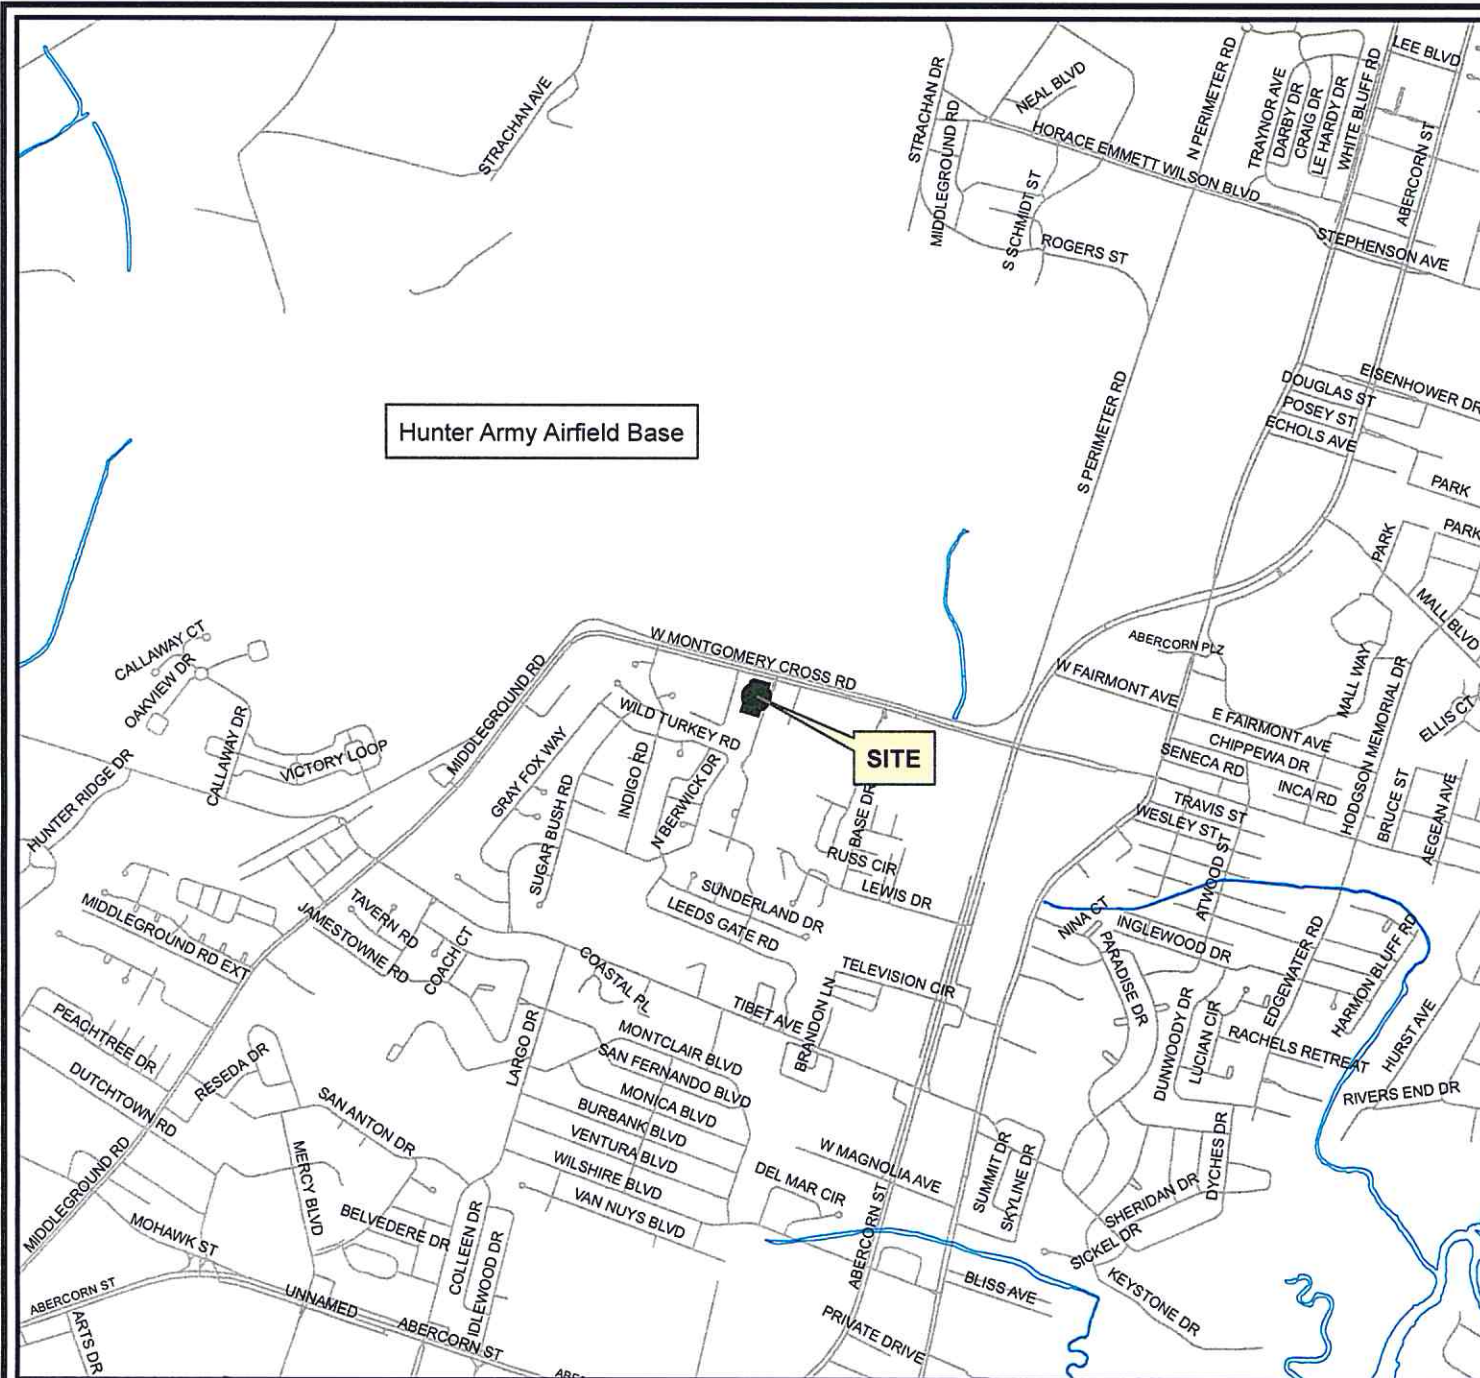 LEE BLVD
STRACHAN DR
NEAL BLVD
N PERIMETER RD
TRAYNOR AVE
DARBY DR
CRAIG DR
LE HARDY DR
WHITE BLUFF RD
ABERCORN ST
STRACHAN AVE
MIDDLEGROUND RD
HORACE EMMETT WILSON BLVD
S SCHMIDT ST
ROGERS ST
STEPHENSON AVE
EISENHOWER DR
DOUGLAS ST
POSEY ST
ECHOLS AVE
S PERIMETER RD
Hunter Army Airfield Base
PARK
PARK
PARK
MALL BLVD
CALLAWAY CT
OAKVIEW DR
W MONTGOMERY CROSS RD
ABERCORN PLZ
W FAIRMONT AVE
MALL WAY
HODGSON MEMORIAL DR
ELLIS CT
MIDDLEGROUND RD
CALLAWAY DR
VICTORY LOOP
WILD TURKEY RD
SITE
E FAIRMONT AVE
CHIPPEWA DR
SENECA RD
INCA RD
HUNTER RIDGE DR
GRAY FOX WAY
SUGAR BUSH RD
INDIGO RD
N BERWICK DR
BASE DR
TRAVIS ST
WESLEY ST
BRUCE ST
AEGEAN AVE
RUSS CIR
LEWIS DR
ATWOOD ST
SUNDERLAND DR
LEEDS GATE RD
MIDDLEGROUND RD EXT
TAVERN RD
JAMESTOWNE RD
COACH CT
NINA CT
INGLEWOOD DR
PARADISE DR
EDGEWATER RD
HARMON BLUFF RD
COASTAL PL
TELEVISION CIR
TIBET AVE
BRANDON LN
PEACHTREE DR
DUTCHTOWN RD
RESEDA DR
LARGO DR
MONTCLAIR BLVD
SAN FERNANDO BLVD
MONICA BLVD
BURBANK BLVD
VENTURA BLVD
WILSHIRE BLVD
VAN NUYS BLVD
DUNWOODY DR
LUCIAN CIR
RACHELS RETREAT
HURST AVE
RIVERS END DR
SAN ANTON DR
MERCY BLVD
W MAGNOLIA AVE
DEL MAR CIR
SUMMIT DR
SKYLINE DR
DYCHES DR
SHERIDAN DR
SICKEL DR
KEYSTONE DR
MIDDLEGROUND RD
MOHAWK ST
BELVEDERE DR
COLLEEN DR
IDLEWOOD DR
ABERCORN ST
BLISS AVE
PRIVATE DRIVE
ABERCORN ST
ARTS DR
UNNAMED
ABERCORN ST